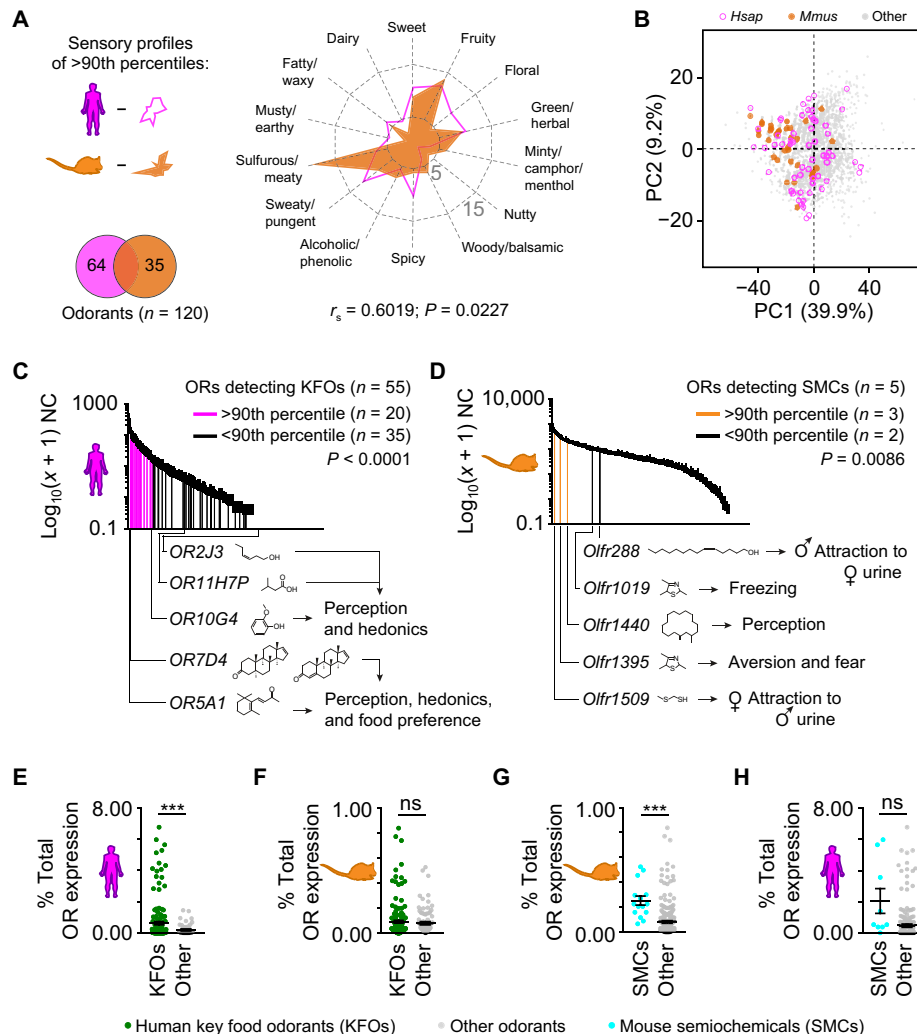 A
Sensory profiles
of >90th percentiles:
–
–
64
35
Odorants (n = 120)
Sweet
Fruity
Floral
Green/
herbal
Minty/
camphor/
menthol
Nutty
Woody/balsamic
Spicy
Alcoholic/
phenolic
Sweaty/
pungent
Sulfurous/
meaty
Musty/
earthy
Fatty/
waxy
Dairy
5
15
rs = 0.6019; P = 0.0227
B
Hsap
Mmus
Other
PC2 (9.2%)
20
0
−20
−40
0
40
PC1 (39.9%)
C
ORs detecting KFOs (n = 55)
>90th percentile (n = 20)
<90th percentile (n = 35)
P < 0.0001
Log10(x + 1) NC
1000
0.1
OR2J3
OH
OR11H7P
O
OH
OR10G4
O
OH
Perception
and hedonics
OR7D4
O
O
OR5A1
O
Perception, hedonics,
and food preference
D
ORs detecting SMCs (n = 5)
>90th percentile (n = 3)
<90th percentile (n = 2)
P = 0.0086
Log10(x + 1) NC
10,000
0.1
Olfr288
OH
♂ Attraction to
♀ urine
Olfr1019
N
S
Freezing
Olfr1440
Perception
Olfr1395
N
S
Aversion and fear
Olfr1509
S
SH
♀ Attraction to
♂ urine
E
% Total
OR expression
8.00
0.00
***
KFOs
Other
F
% Total
OR expression
1.00
0.00
ns
KFOs
Other
G
% Total
OR expression
1.00
0.00
***
SMCs
Other
H
% Total
OR expression
8.00
0.00
ns
SMCs
Other
Human key food odorants (KFOs)
Other odorants
Mouse semiochemicals (SMCs)